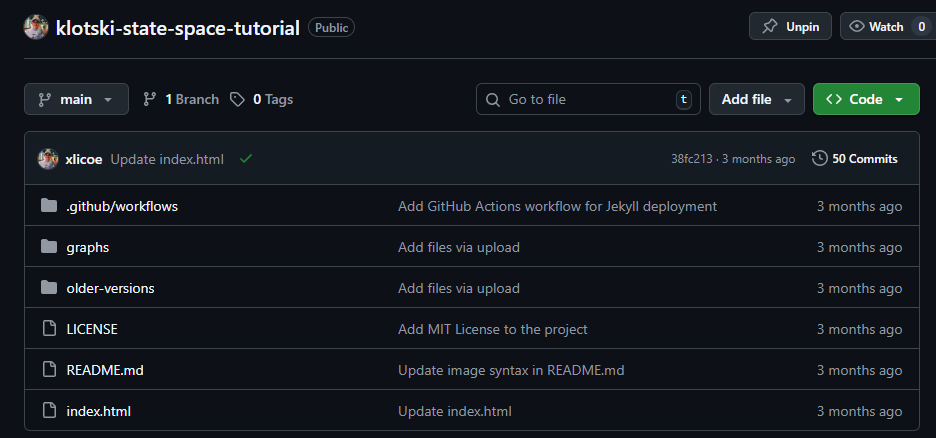 klotski-state-space-tutorial Public Unpin Watch 0
main 1 Branch 0 Tags Go to file t Add file Code
xlicoe Update index.html 38fc213 · 3 months ago 50 Commits
.github/workflows Add GitHub Actions workflow for Jekyll deployment 3 months ago
graphs Add files via upload 3 months ago
older-versions Add files via upload 3 months ago
LICENSE Add MIT License to the project 3 months ago
README.md Update image syntax in README.md 3 months ago
index.html Update index.html 3 months ago